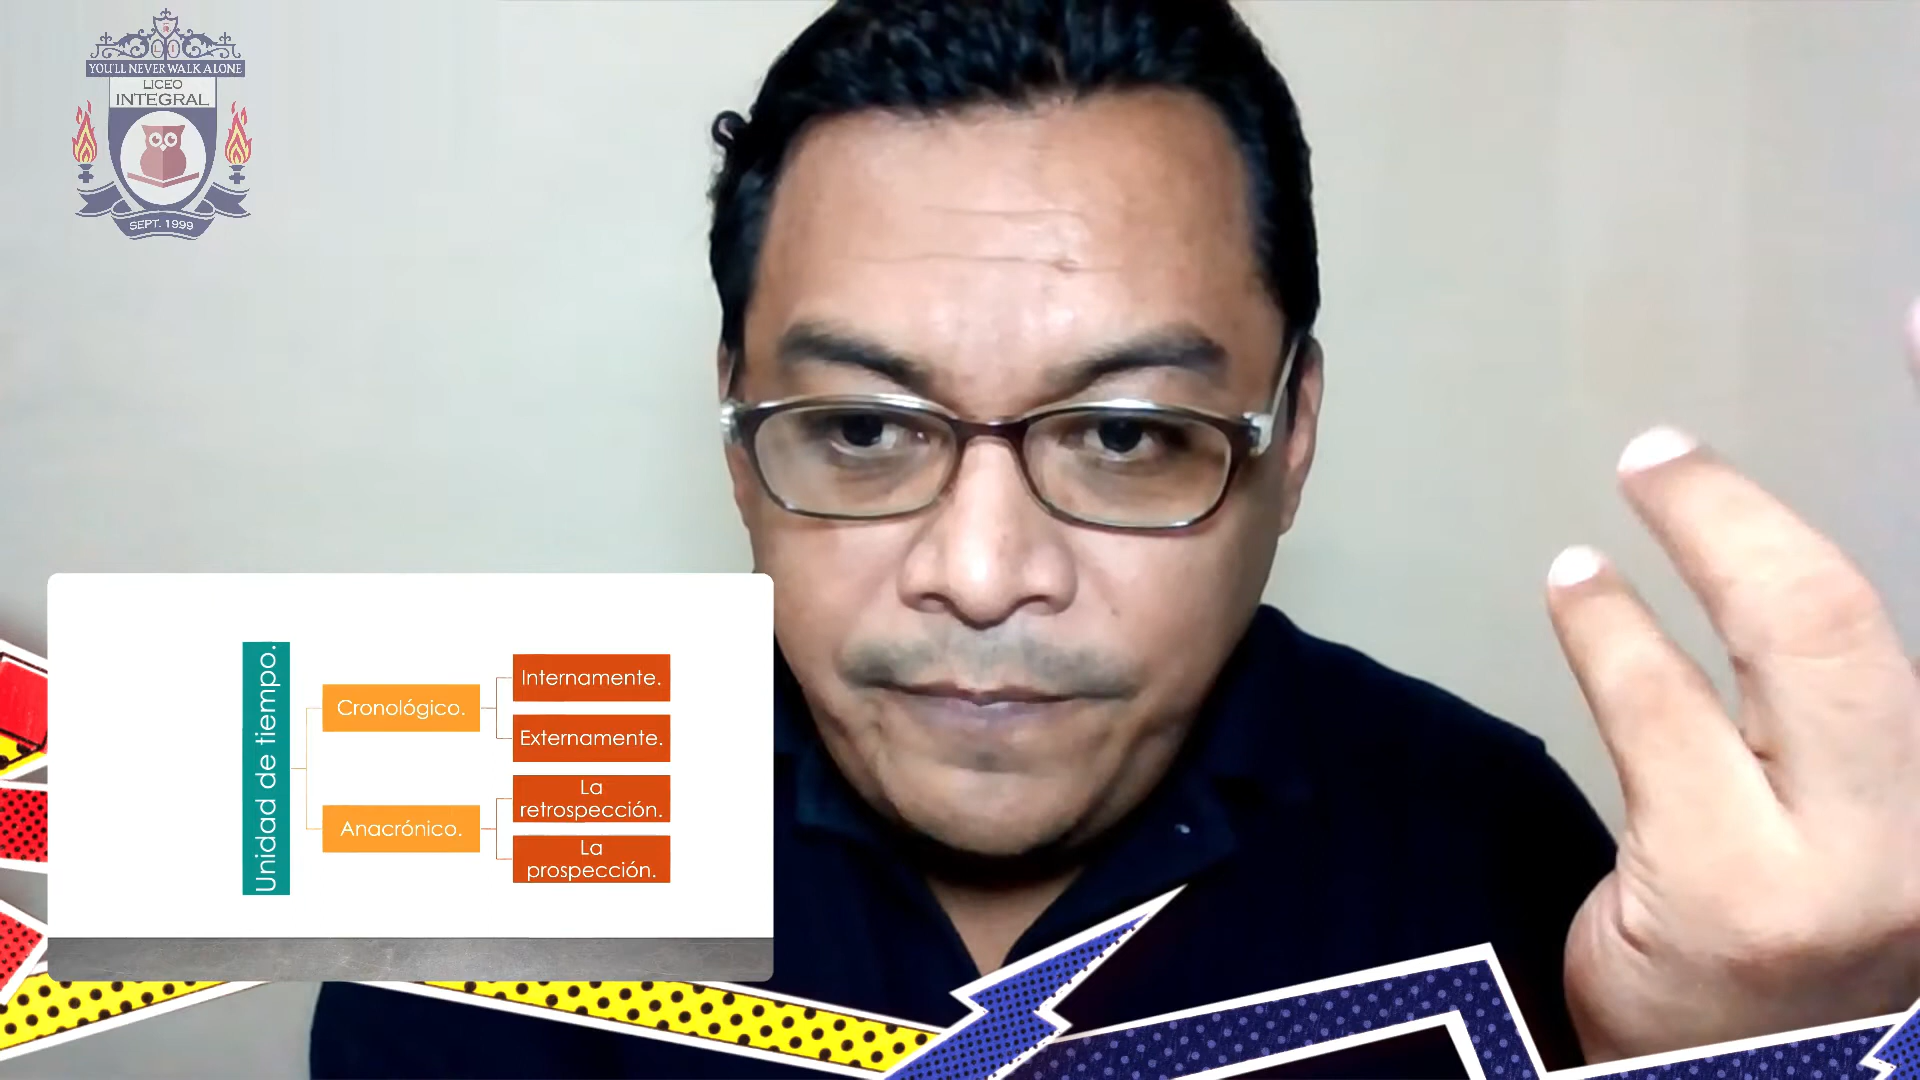 YOU'LL NEVER WALK ALONE
LICEO
INTEGRAL
SEPT. 1999
Unidad de tiempo.
Cronológico.
Internamente.
Externamente.
Anacrónico.
La
retrospección.
La
prospección.